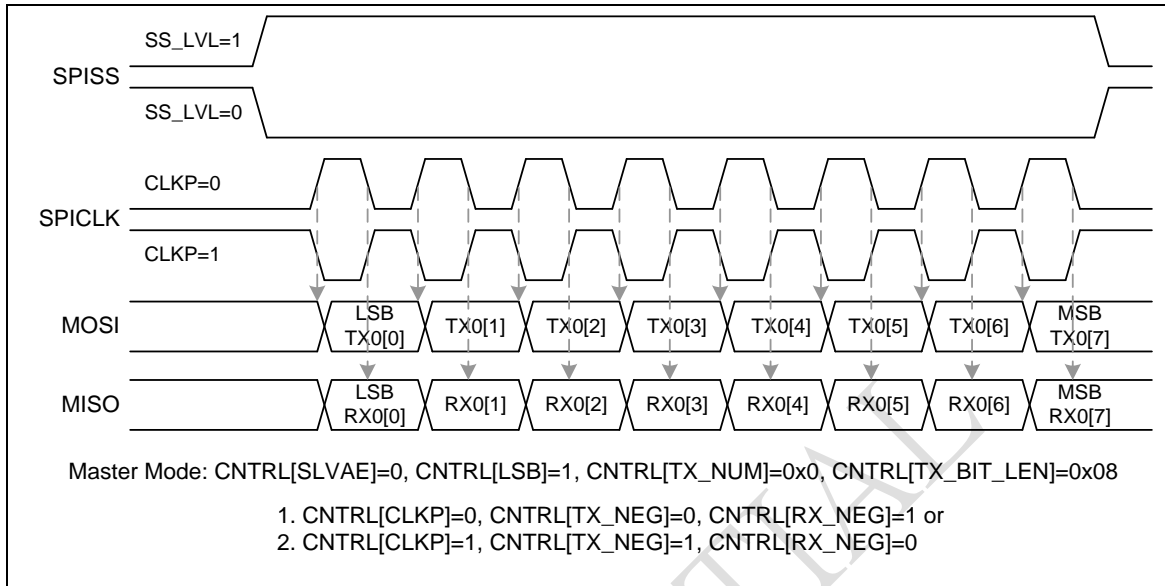 SS_LVL=1
SPISS
SS_LVL=0
CLKP=0
SPICLK
CLKP=1
MOSI
LSB TX0[0] TX0[1] TX0[2] TX0[3] TX0[4] TX0[5] TX0[6] MSB TX0[7]
MISO
LSB RX0[0] RX0[1] RX0[2] RX0[3] RX0[4] RX0[5] RX0[6] MSB RX0[7]
Master Mode: CNTRL[SLVAE]=0, CNTRL[LSB]=1, CNTRL[TX_NUM]=0x0, CNTRL[TX_BIT_LEN]=0x08
1. CNTRL[CLKP]=0, CNTRL[TX_NEG]=0, CNTRL[RX_NEG]=1 or
2. CNTRL[CLKP]=1, CNTRL[TX_NEG]=1, CNTRL[RX_NEG]=0
TIAL